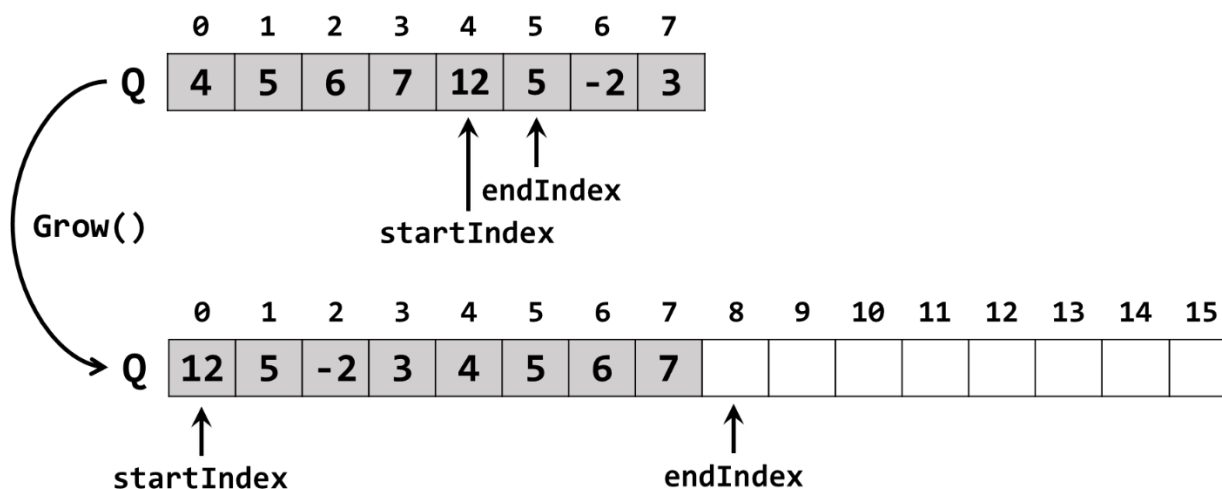 0 1 2 3 4 5 6 7
Q 4 5 6 7 12 5 -2 3
endIndex
startIndex
Grow()
0 1 2 3 4 5 6 7 8 9 10 11 12 13 14 15
Q 12 5 -2 3 4 5 6 7
startIndex endIndex